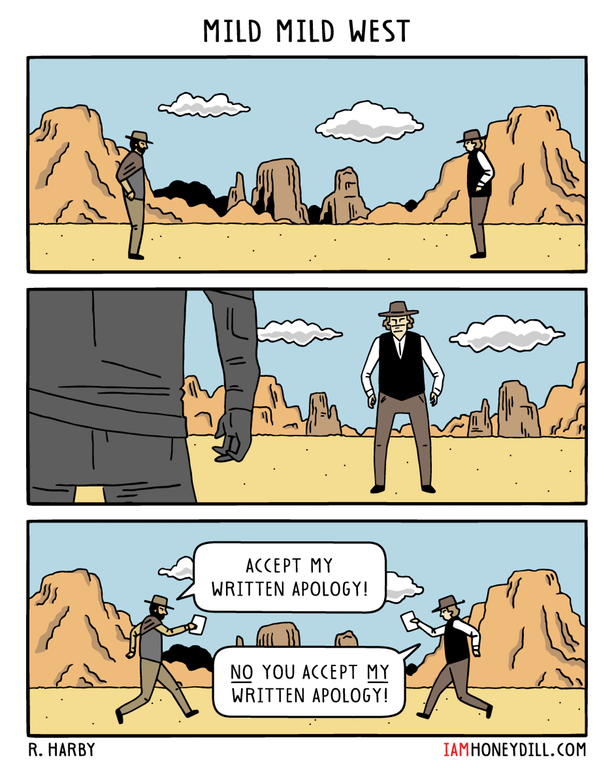 MILD MILD WEST
ACCEPT MY
WRITTEN APOLOGY!
NO YOU ACCEPT MY
WRITTEN APOLOGY!
R. HARBY
IAMHONEYDILL.COM